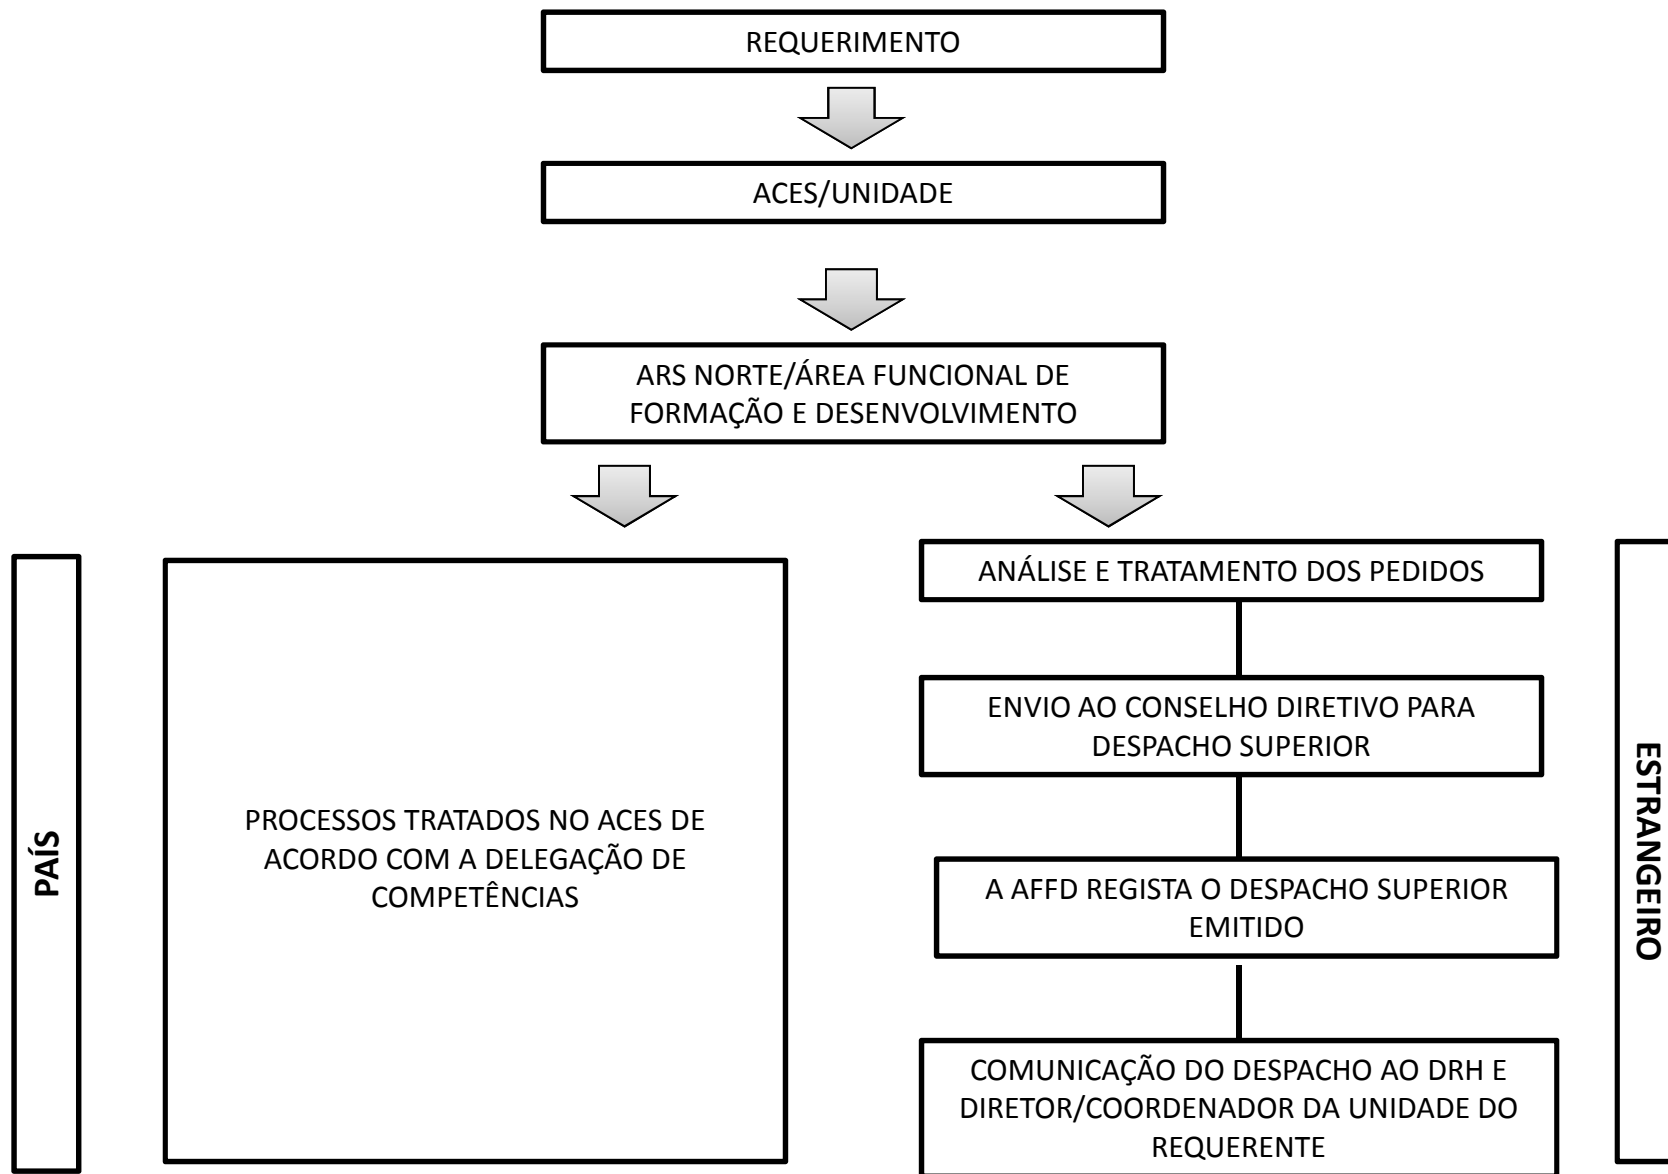 REQUERIMENTO
ACES/UNIDADE
ARS NORTE/ÁREA FUNCIONAL DE
FORMAÇÃO E DESENVOLVIMENTO
PAÍS
PROCESSOS TRATADOS NO ACES DE
ACORDO COM A DELEGAÇÃO DE
COMPETÊNCIAS
ANÁLISE E TRATAMENTO DOS PEDIDOS
ENVIO AO CONSELHO DIRETIVO PARA
DESPACHO SUPERIOR
A AFFD REGISTA O DESPACHO SUPERIOR
EMITIDO
COMUNICAÇÃO DO DESPACHO AO DRH E
DIRETOR/COORDENADOR DA UNIDADE DO
REQUERENTE
ESTRANGEIRO